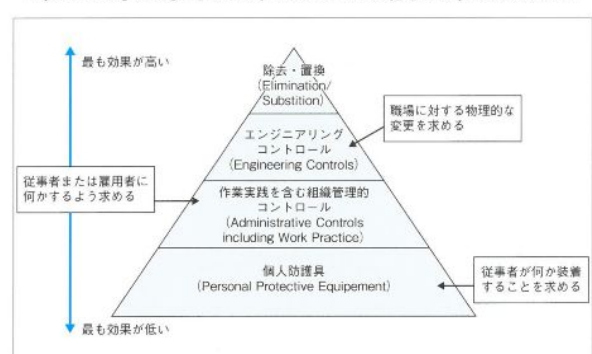 最も効果が高い
除去・置換
(Elimination/
Substition)
職場に対する物理的な
変更を求める
エンジニアリング
コントロール
(Engineering Controls)
従事者または雇用者に
何かするよう求める
作業実践を含む組織管理的
コントロール
(Administrative Controls
including Work Practice)
個人防護具
(Personal Protective Equipement)
従事者が何か装着
することを求める
最も効果が低い